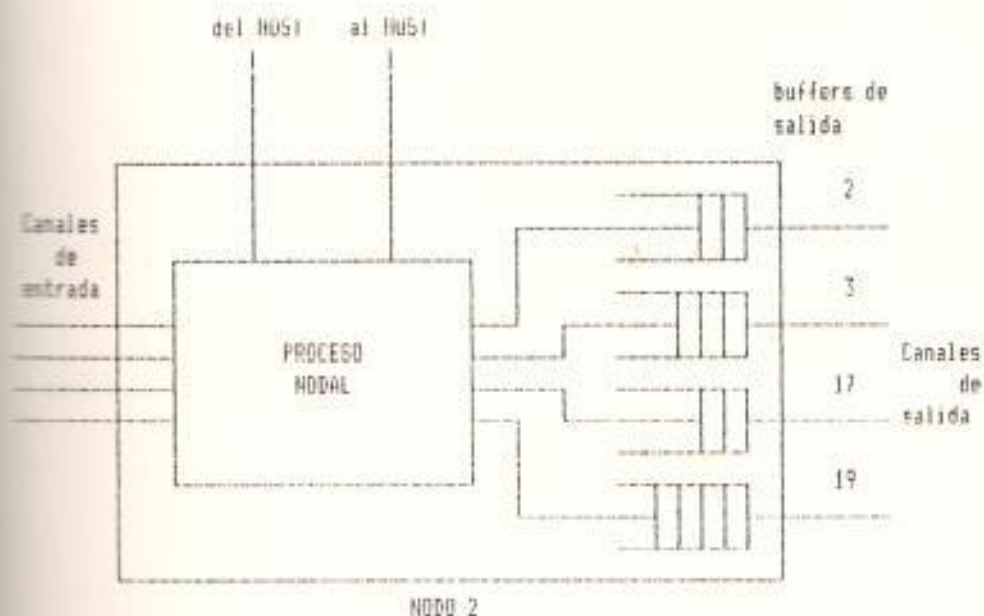 del HOST al HOST
buffers de
salida
2
Canales
de
entrada
3
PROCESO
NODAL
Canales
de
salida
17
19
NODO 2